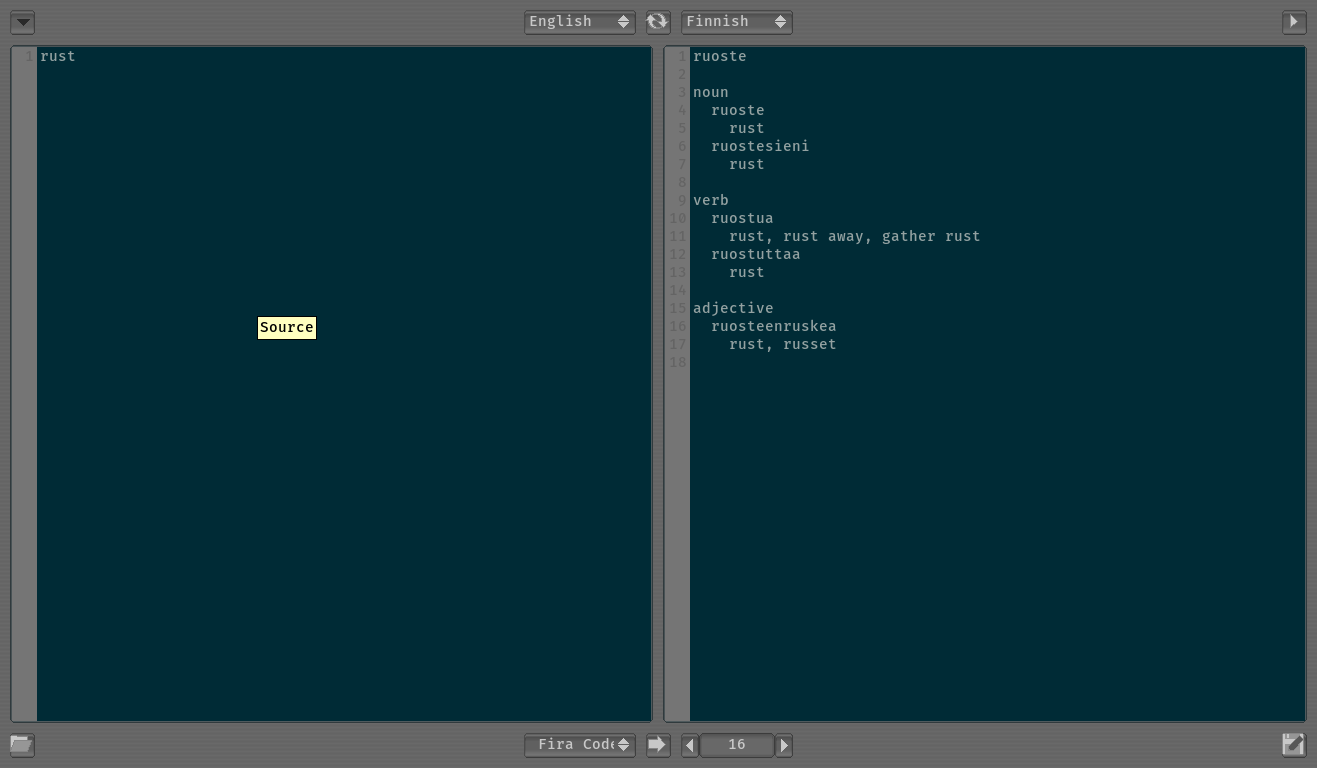 English
Finnish
1 rust
Source
1 ruoste
2
3 noun
4 ruoste
5 rust
6 ruostesieni
7 rust
8
9 verb
10 ruostua
11 rust, rust away, gather rust
12 ruostuttaa
13 rust
14
15 adjective
16 ruosteenruskea
17 rust, russet
18
Fira Code
16